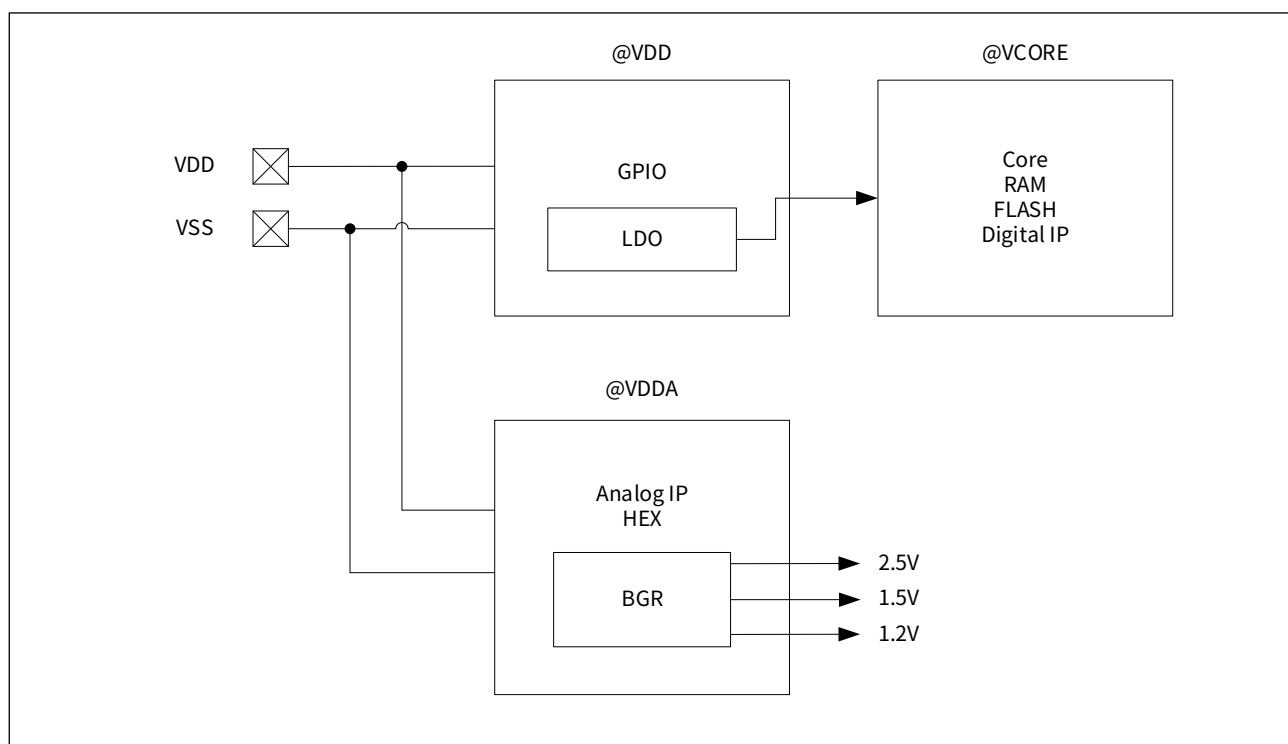 @VDD
@VCORE
VDD
VSS
GPIO
LDO
Core
RAM
FLASH
Digital IP
@VDDA
Analog IP
HEX
BGR
2.5V
1.5V
1.2V